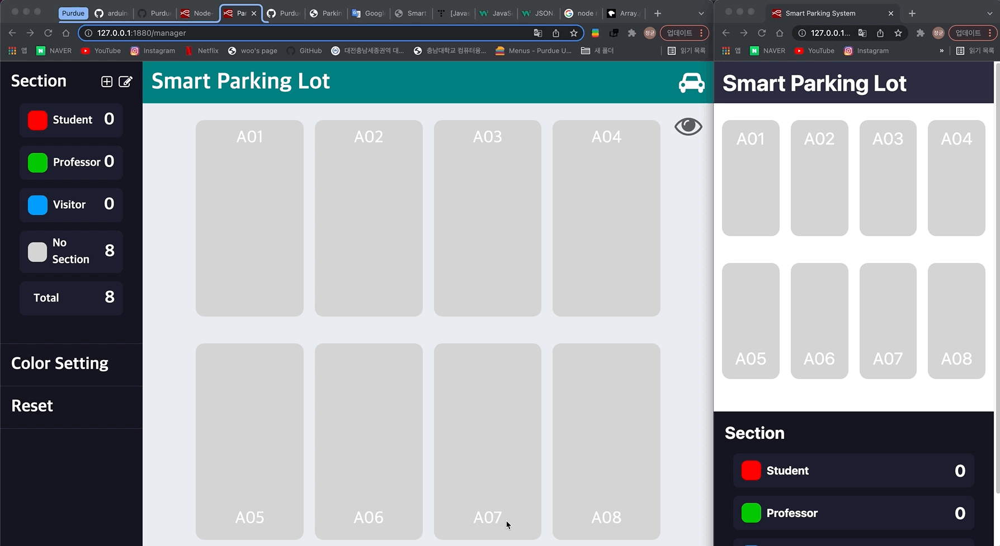 Purdue
arduin
Purdu
Node-
Par
Purdu
Parkin
Googl
Smart
[Javas
JavaS
JSON.
node r
Array.
127.0.0.1:1880/manager
정균
업데이트
앱
NAVER
YouTube
Instagram
Netflix
woo's page
GitHub
대전충남세종권역 대...
충남대학교 컴퓨터융...
Menus - Purdue U...
새 폴더
읽기 목록
Section
Student 0
Professor 0
Visitor 0
No
Section 8
Total 8
Color Setting
Reset
Smart Parking Lot
A01 A02 A03 A04
A05 A06 A07 A08
Smart Parking System
127.0.0.1...
정균
업데이트
앱
NAVER
YouTube
Instagram
»
읽기 목록
Smart Parking Lot
A01 A02 A03 A04
A05 A06 A07 A08
Section
Student 0
Professor 0